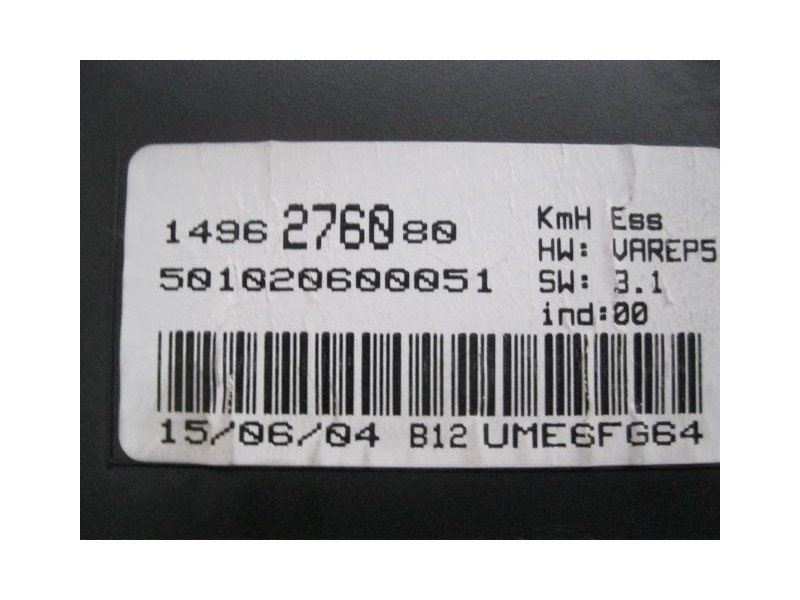 1496 2760 80
501020600051
KmH Ess
HW: VAREP5
SW: 3.1
ind:00
15/06/04 B12 UME6FG64